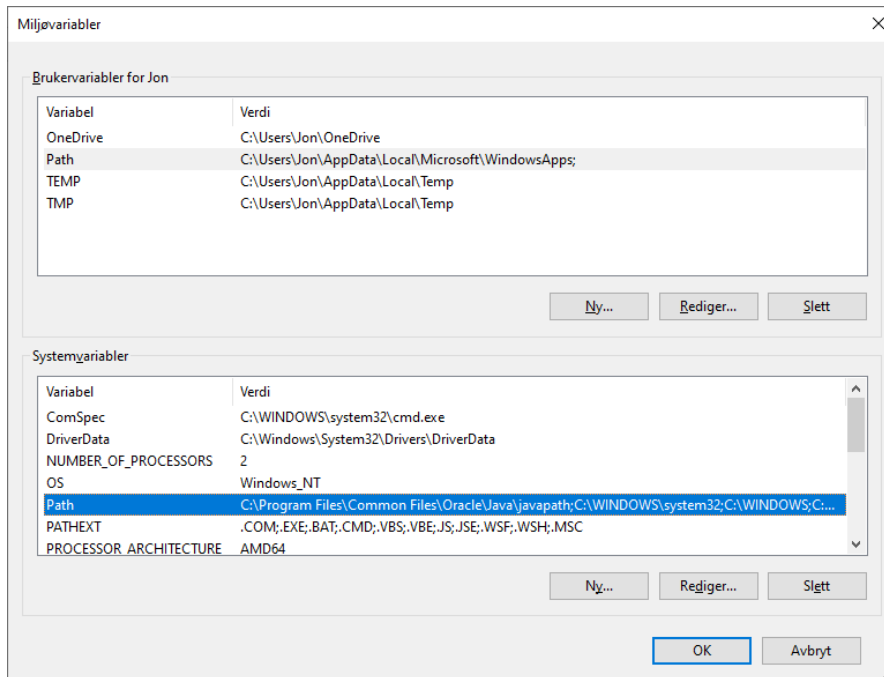 Miljøvariabler
Brukervariabler for Jon
Variabel Verdi
OneDrive C:\Users\Jon\OneDrive
Path C:\Users\Jon\AppData\Local\Microsoft\WindowsApps;
TEMP C:\Users\Jon\AppData\Local\Temp
TMP C:\Users\Jon\AppData\Local\Temp
Ny... Rediger... Slett
Systemvariabler
Variabel Verdi
ComSpec C:\WINDOWS\system32\cmd.exe
DriverData C:\Windows\System32\Drivers\DriverData
NUMBER_OF_PROCESSORS 2
OS Windows_NT
Path C:\Program Files\Common Files\Oracle\Java\javapath;C:\WINDOWS\system32;C:\WINDOWS;C:...
PATHEXT .COM;.EXE;.BAT;.CMD;.VBS;.VBE;.JS;.JSE;.WSF;.WSH;.MSC
PROCESSOR_ARCHITECTURE AMD64
Ny... Rediger... Slett
OK Avbryt